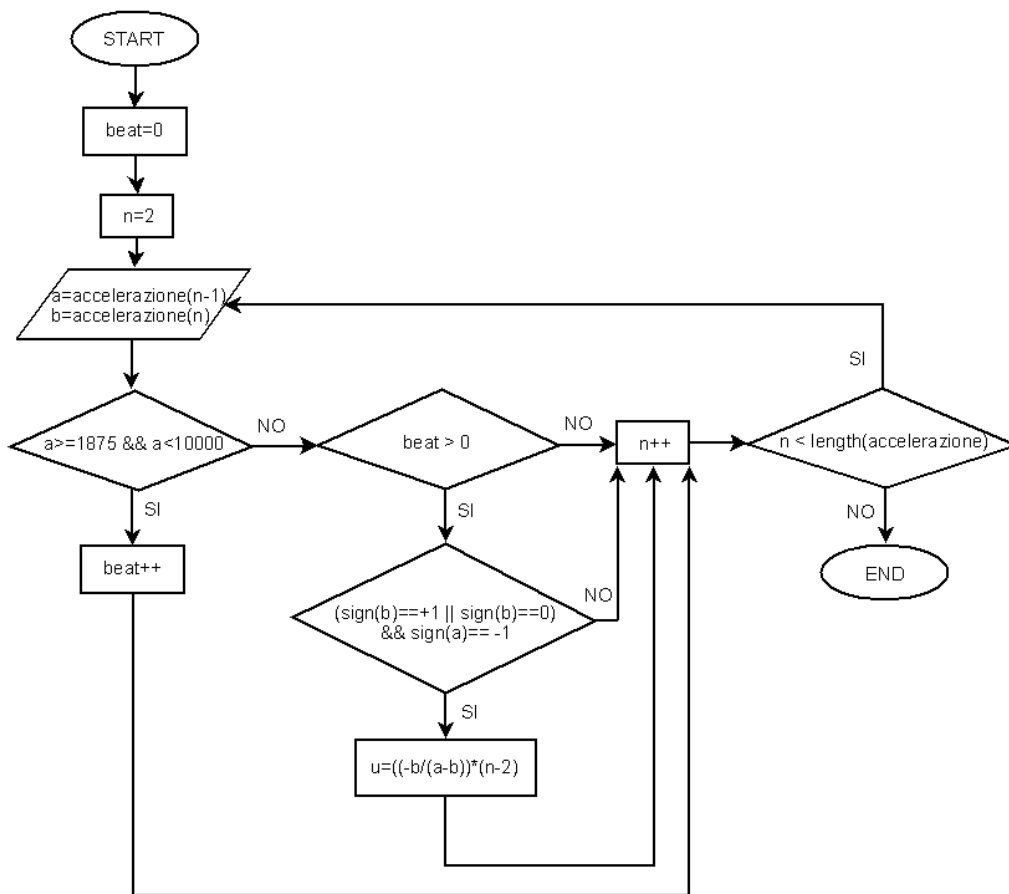 START
beat=0
n=2
a=accelerazione(n-1)
b=accelerazione(n)
SI
a>=1875 && a<10000
NO
beat > 0
NO
n++
n < length(accelerazione)
SI
SI
NO
beat++
(sign(b)==+1 || sign(b)==0)
&& sign(a)== -1
NO
END
SI
u=((-b/(a-b))*(n-2)